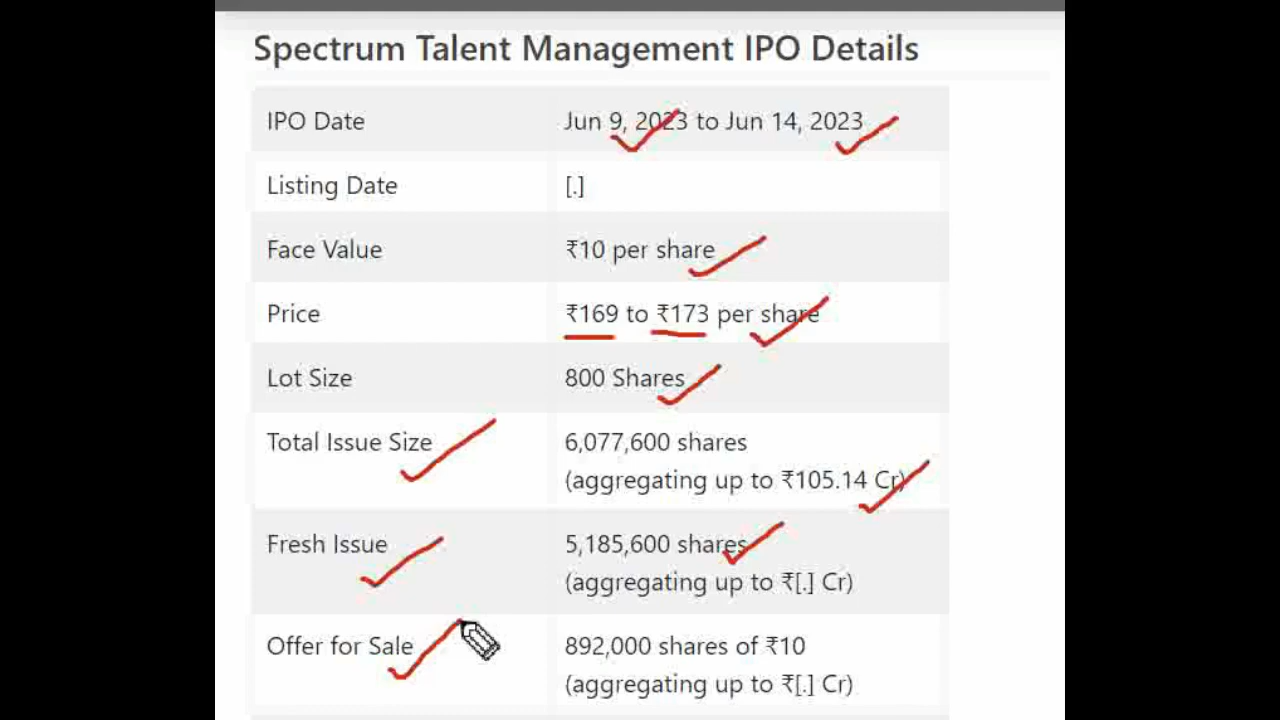 Spectrum Talent Management IPO Details
IPO Date Jun 9, 2023 to Jun 14, 2023
Listing Date [.]
Face Value ₹10 per share
Price ₹169 to ₹173 per share
Lot Size 800 Shares
Total Issue Size 6,077,600 shares
(aggregating up to ₹105.14 Cr)
Fresh Issue 5,185,600 shares
(aggregating up to ₹[.] Cr)
Offer for Sale 892,000 shares of ₹10
(aggregating up to ₹[.] Cr)